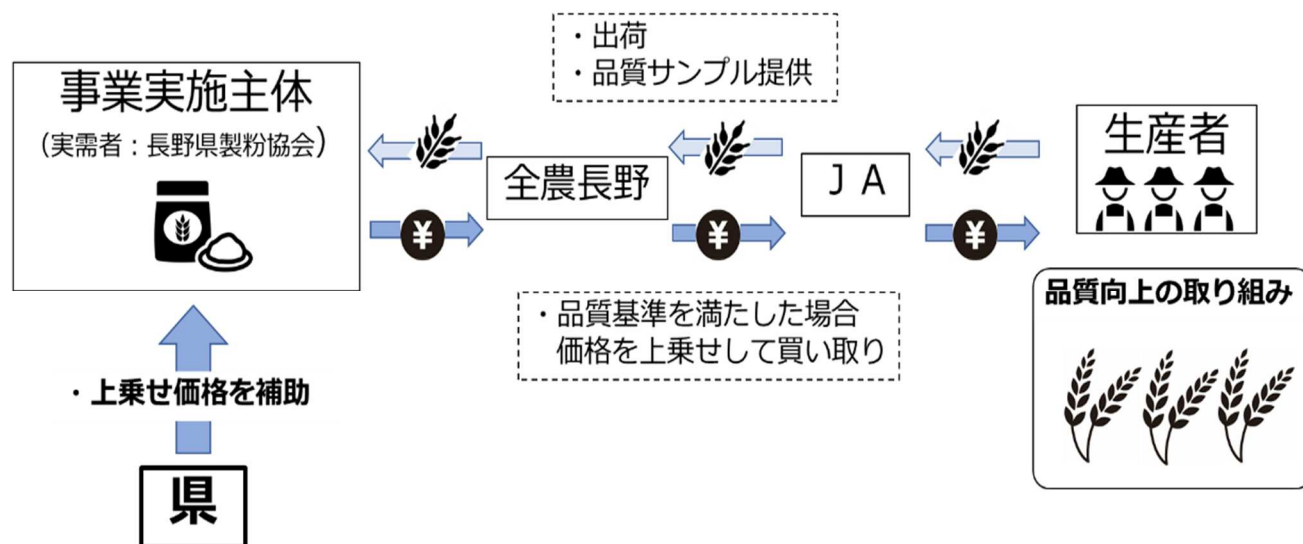 ・出荷
・品質サンプル提供
事業実施主体
(実需者：長野県製粉協会)
全農長野
ＪＡ
生産者
¥
¥
¥
・品質基準を満たした場合
価格を上乗せして買い取り
品質向上の取り組み
・上乗せ価格を補助
県